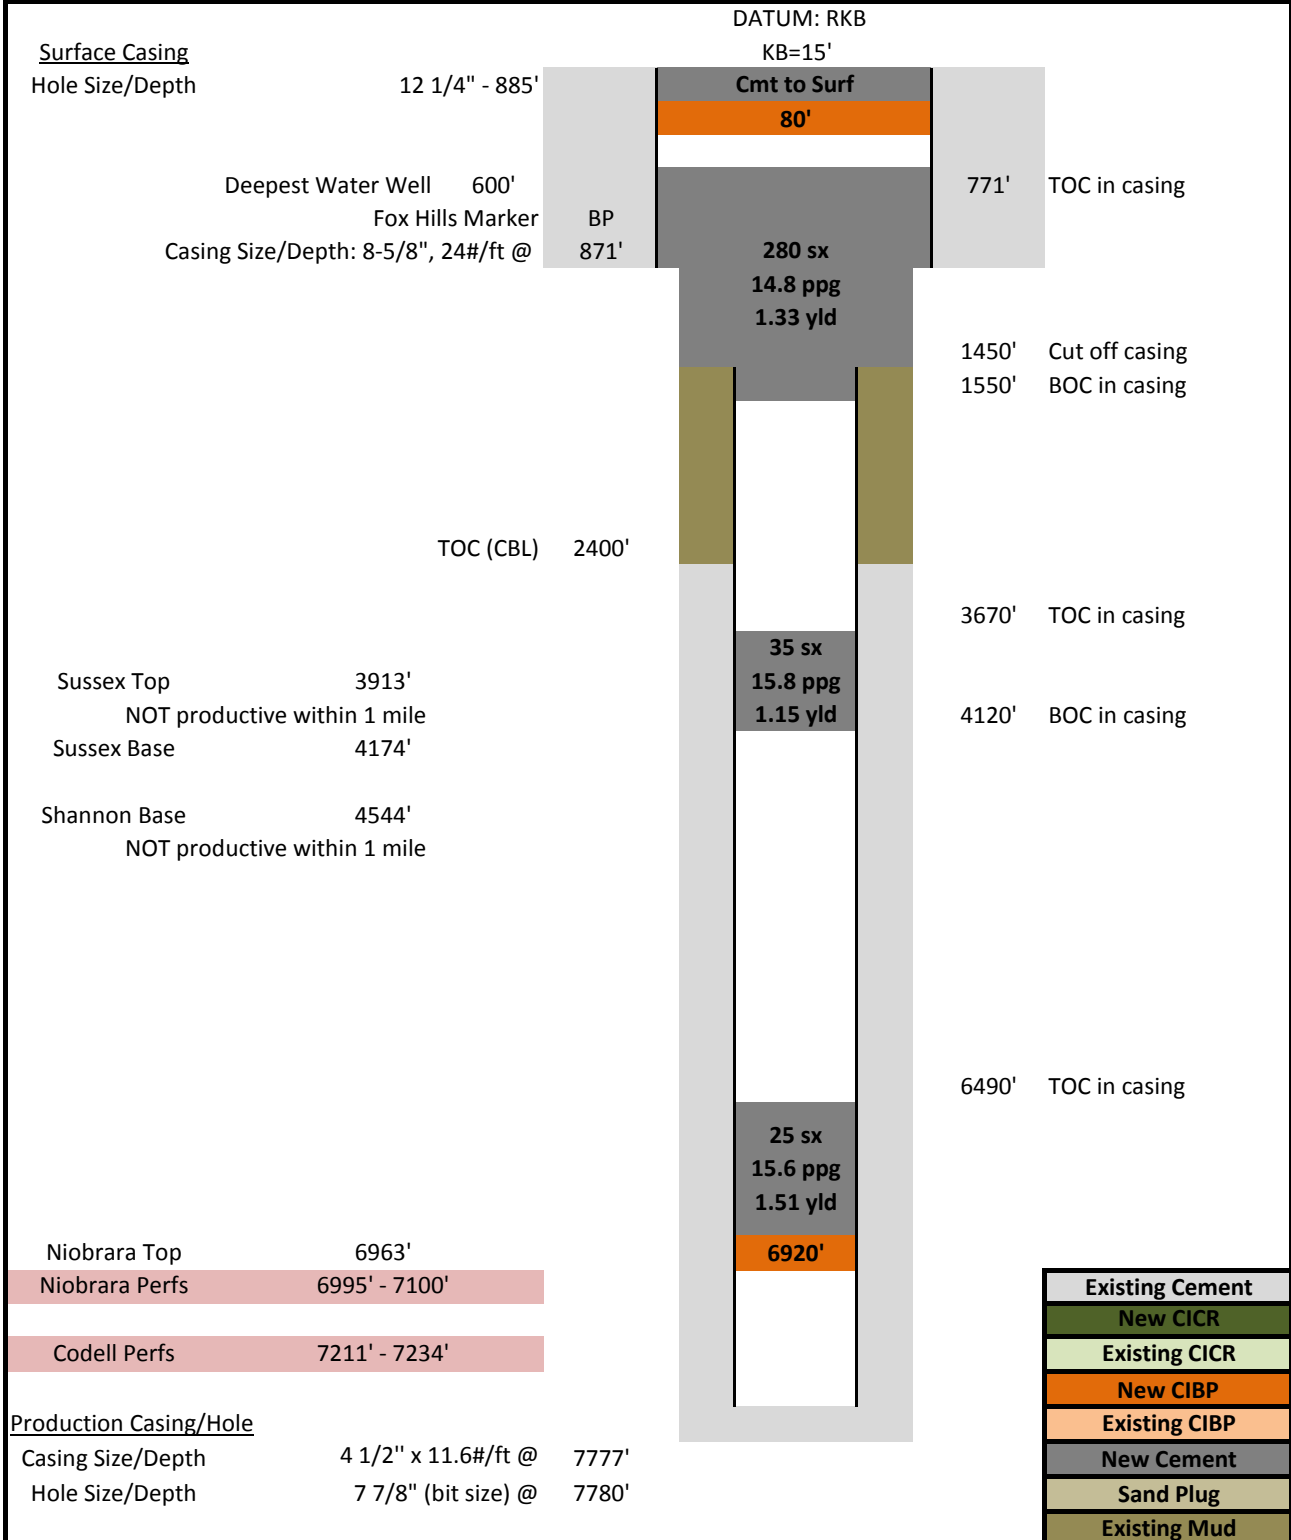 DATUM: RKB
Surface Casing KB=15'
Hole Size/Depth 12 1/4" - 885' Cmt to Surf
80'
Deepest Water Well 600' 771' TOC in casing
Fox Hills Marker BP
Casing Size/Depth: 8-5/8", 24#/ft @ 871' 280 sx
14.8 ppg
1.33 yld
1450' Cut off casing
1550' BOC in casing
TOC (CBL) 2400'
3670' TOC in casing
35 sx
Sussex Top 3913' 15.8 ppg
NOT productive within 1 mile 1.15 yld 4120' BOC in casing
Sussex Base 4174'
Shannon Base 4544'
NOT productive within 1 mile
6490' TOC in casing
25 sx
15.6 ppg
1.51 yld
Niobrara Top 6963' 6920'
Niobrara Perfs 6995' - 7100' Existing Cement
New CICR
Codell Perfs 7211' - 7234' Existing CICR
New CIBP
Production Casing/Hole Existing CIBP
Casing Size/Depth 4 1/2'' x 11.6#/ft @ 7777' New Cement
Hole Size/Depth 7 7/8" (bit size) @ 7780' Sand Plug
Existing Mud